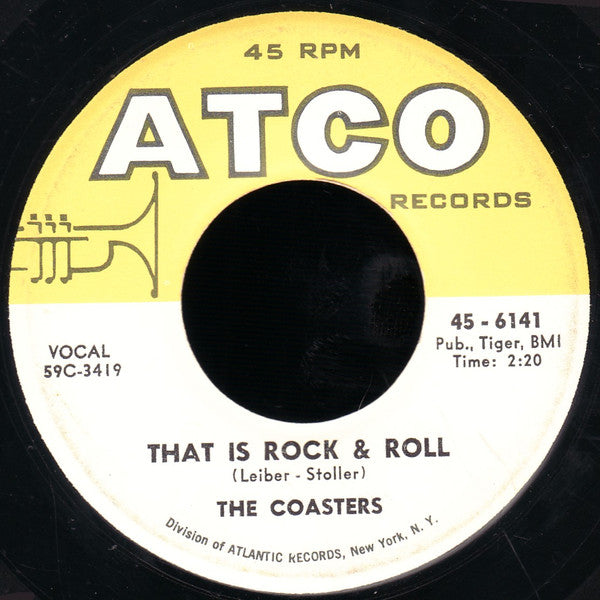 45 RPM
ATCO
RECORDS
45 - 6141
Pub., Tiger, BMI
Time: 2:20
VOCAL
59C-3419
THAT IS ROCK & ROLL
(Leiber - Stoller)
THE COASTERS
Division of ATLANTIC RECORDS, New York, N. Y.